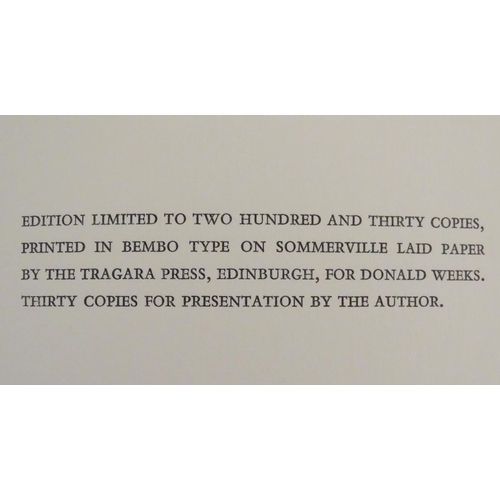 EDITION LIMITED TO TWO HUNDRED AND THIRTY COPIES,
PRINTED IN BEMBO TYPE ON SOMMERVILLE LAID PAPER
BY THE TRAGARA PRESS, EDINBURGH, FOR DONALD WEEKS.
THIRTY COPIES FOR PRESENTATION BY THE AUTHOR.